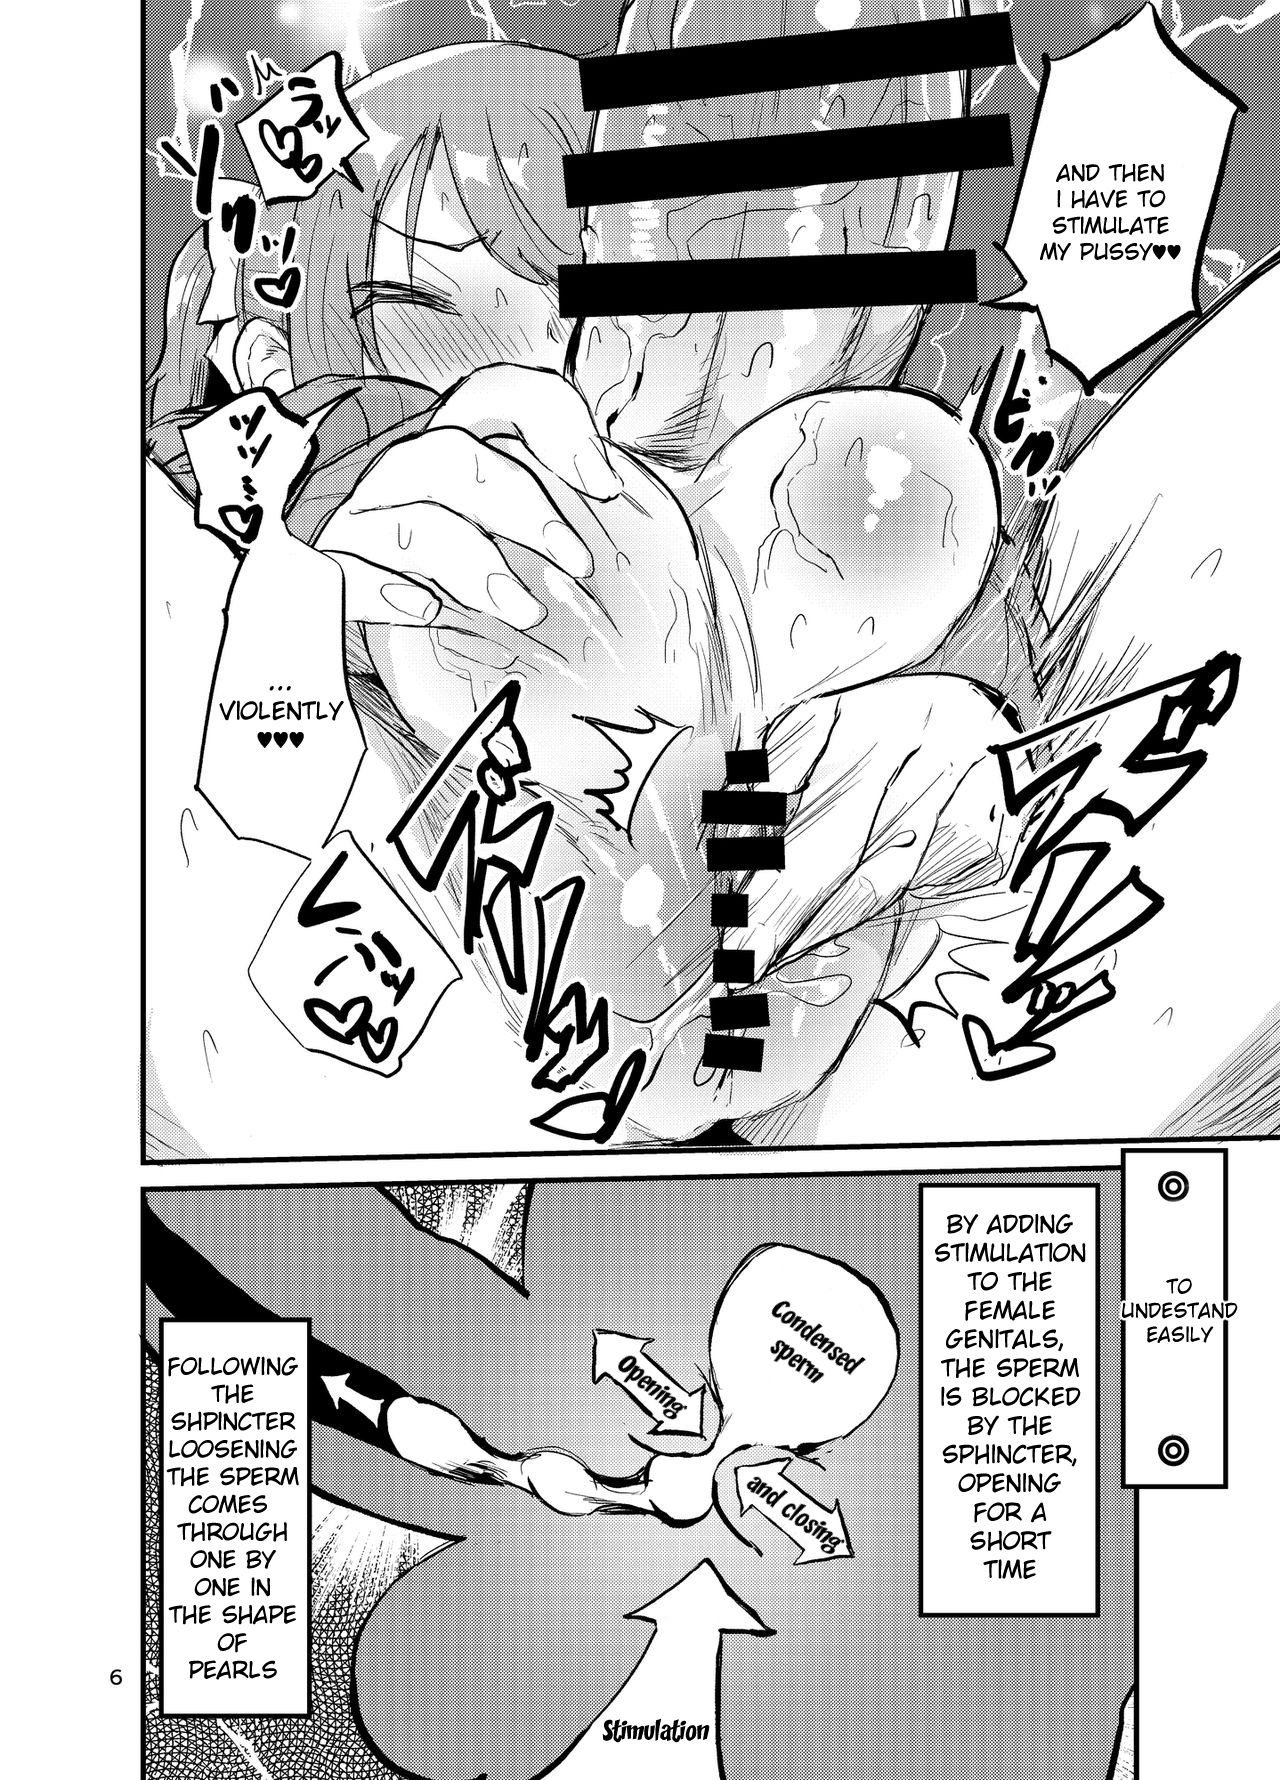 AND THEN
I HAVE TO
STIMULATE
MY PUSSY♥♥
...
VIOLENTLY
♥♥♥
TO
UNDESTAND
EASILY
BY ADDING
STIMULATION
TO THE
FEMALE
GENITALS,
THE SPERM
IS BLOCKED
BY THE
SPHINCTER,
OPENING
FOR A
SHORT
TIME
Condensed
sperm
Opening
and closing
Stimulation
FOLLOWING
THE
SHPINCTER
LOOSENING
THE SPERM
COMES
THROUGH
ONE BY
ONE IN
THE SHAPE
OF
PEARLS
6